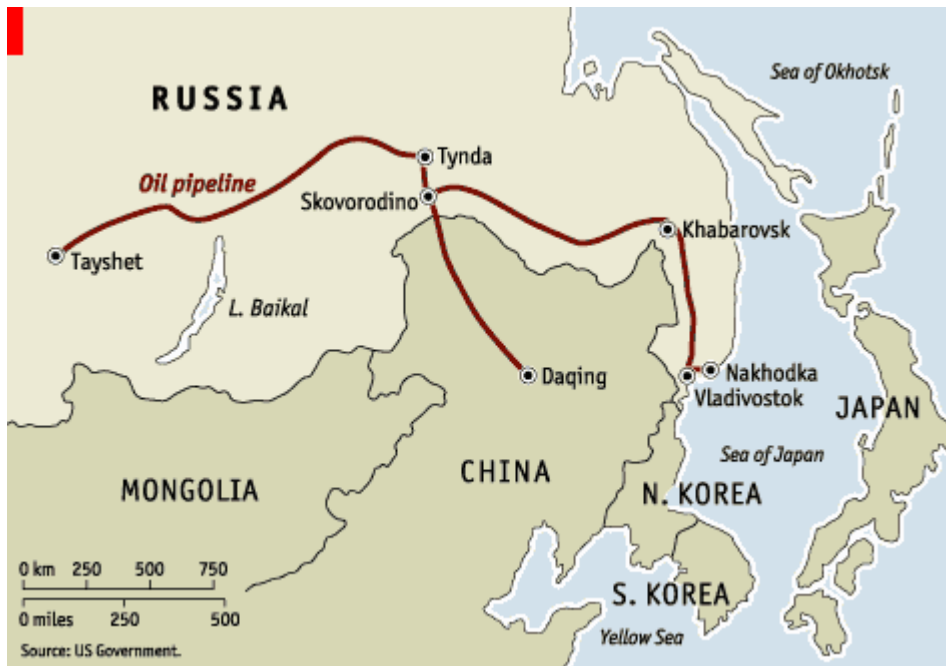 Sea of Okhotsk
RUSSIA
Tynda
Oil pipeline
Skovorodino
Khabarovsk
Tayshet
L. Baikal
Daqing
Nakhodka
Vladivostok
JAPAN
Sea of Japan
CHINA
MONGOLIA
N. KOREA
0 km 250 500 750
S. KOREA
0 miles 250 500
Yellow Sea
Source: US Government.